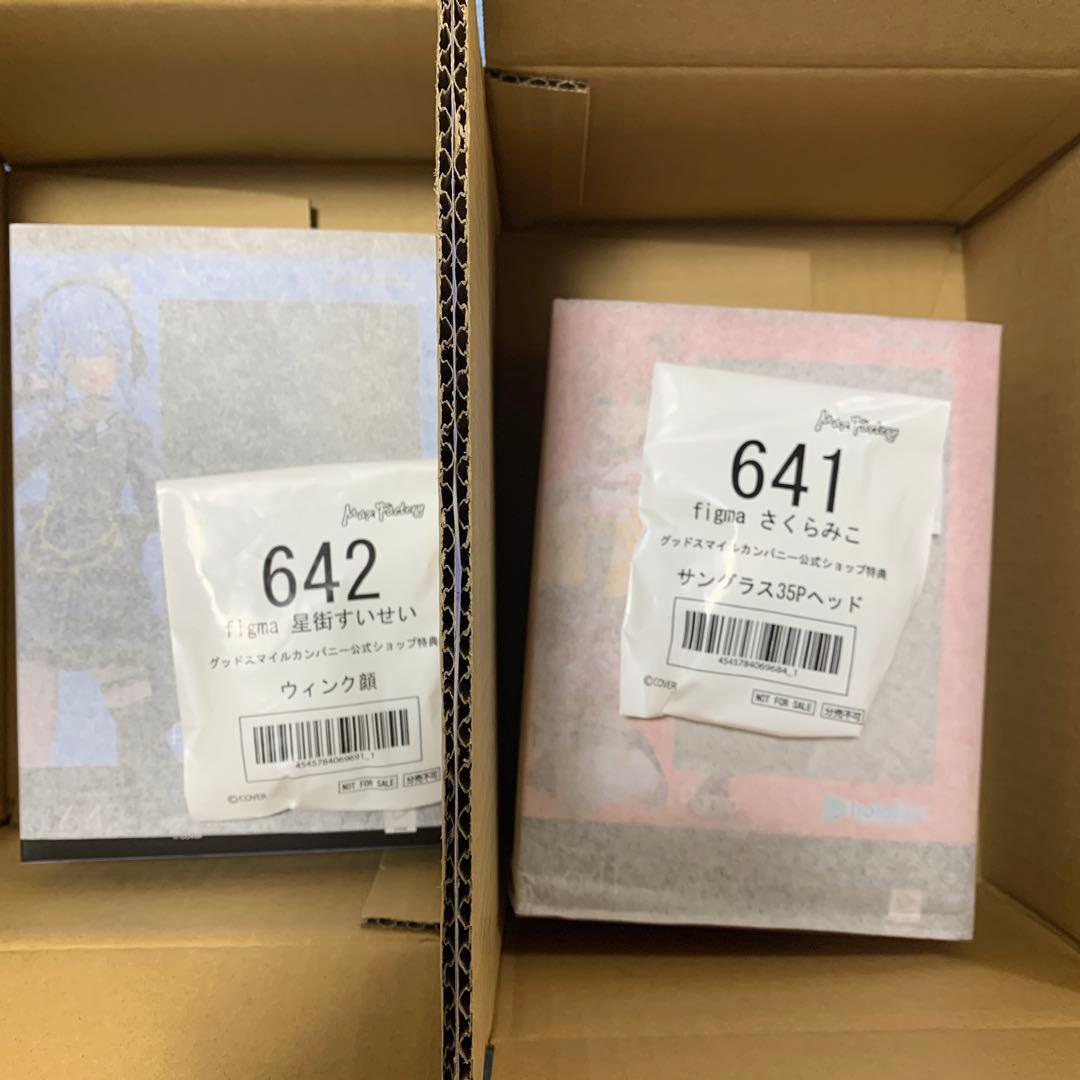 Max Factory
642
figma 星街すいせい
グッドスマイルカンパニー公式ショップ特典
ウィンク顔
4545784069691_1
©COVER
NOT FOR SALE
分売不可
Max Factory
641
figma さくらみこ
グッドスマイルカンパニー公式ショップ特典
サングラス35Pヘッド
4545784069684_1
©COVER
NOT FOR SALE
分売不可
641